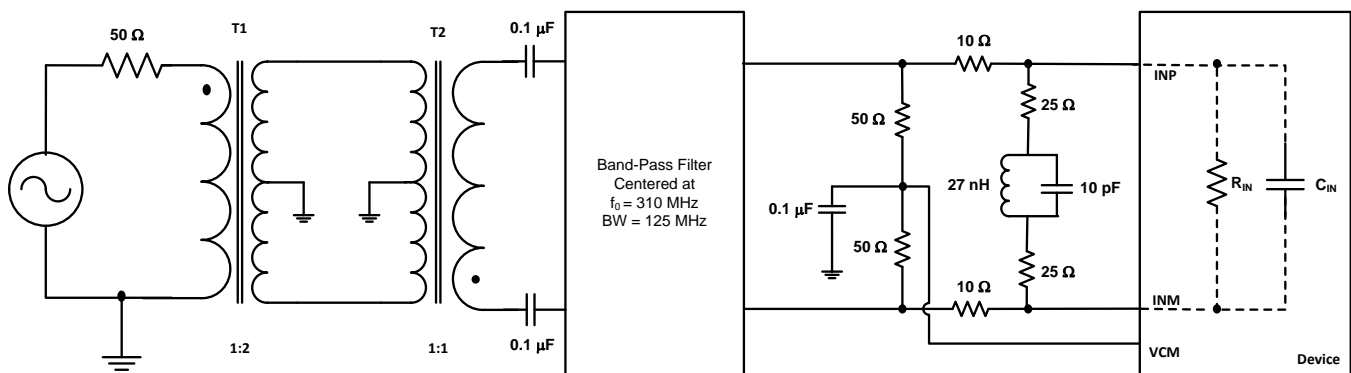 50 Ω
T1
T2
0.1 µF
0.1 µF
1:2
1:1
Band-Pass Filter
Centered at
f₀ = 310 MHz
BW = 125 MHz
50 Ω
50 Ω
0.1 µF
10 Ω
10 Ω
25 Ω
27 nH
10 pF
25 Ω
INP
INM
VCM
R_IN
C_IN
Device